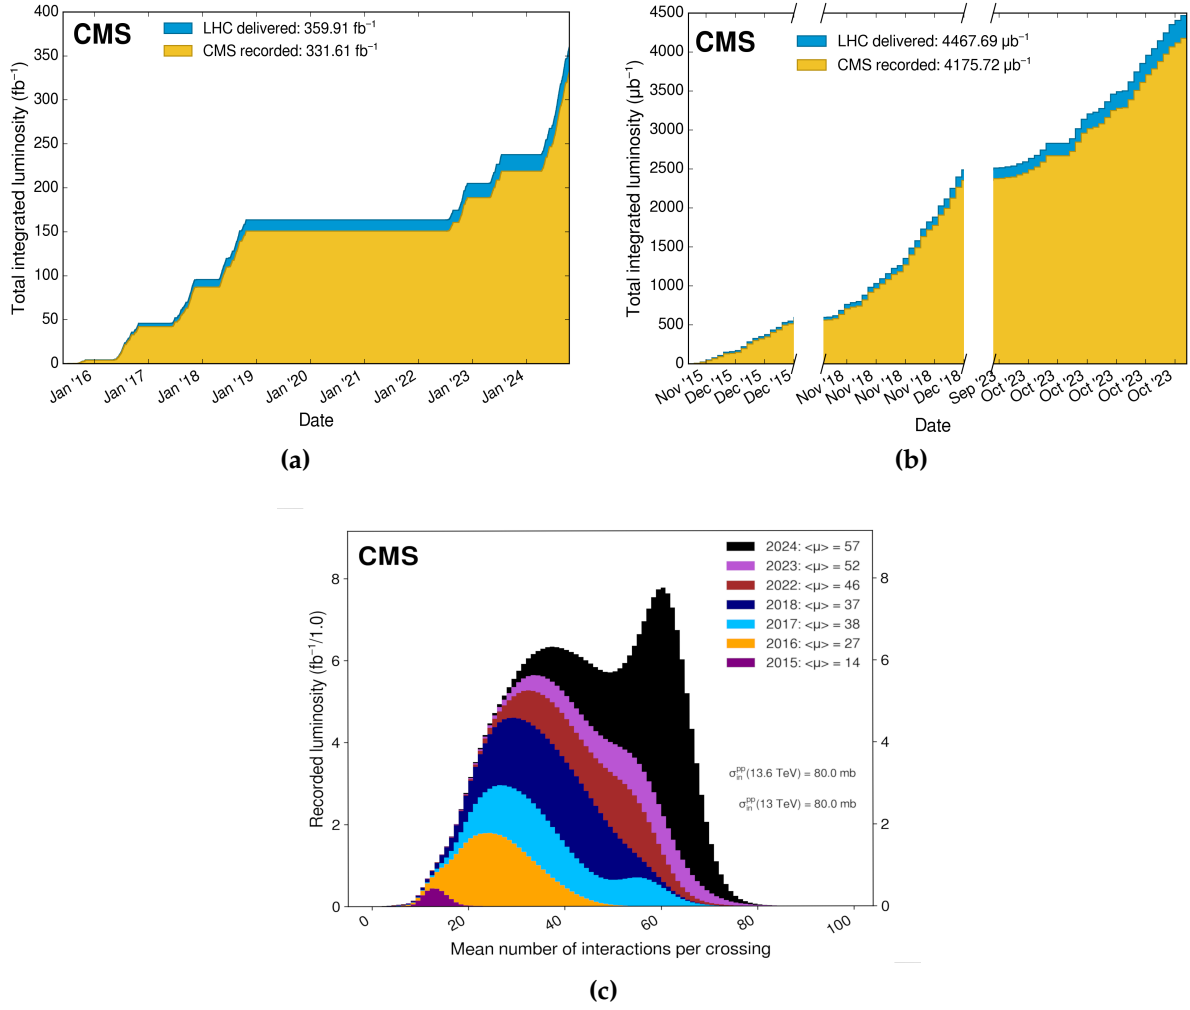 CMS
LHC delivered: 359.91 fb⁻¹
CMS recorded: 331.61 fb⁻¹
Total integrated luminosity (fb⁻¹)
400
350
300
250
200
150
100
50
0
Jan '16
Jan '17
Jan '18
Jan '19
Jan '20
Jan '21
Jan '22
Jan '23
Jan '24
Date
(a)
CMS
LHC delivered: 4467.69 μb⁻¹
CMS recorded: 4175.72 μb⁻¹
Total integrated luminosity (μb⁻¹)
4500
4000
3500
3000
2500
2000
1500
1000
500
0
Nov '15
Dec '15
Dec '15
Dec '15
Nov '18
Nov '18
Nov '18
Nov '18
Dec '18
Sep '23
Oct '23
Oct '23
Oct '23
Oct '23
Oct '23
Oct '23
Date
(b)
CMS
2024: <μ> = 57
2023: <μ> = 52
2022: <μ> = 46
2018: <μ> = 37
2017: <μ> = 38
2016: <μ> = 27
2015: <μ> = 14
σ_in^pp(13.6 TeV) = 80.0 mb
σ_in^pp(13 TeV) = 80.0 mb
Recorded luminosity (fb⁻¹/1.0)
8
6
4
2
0
8
6
4
2
0
0
20
40
60
80
100
Mean number of interactions per crossing
(c)